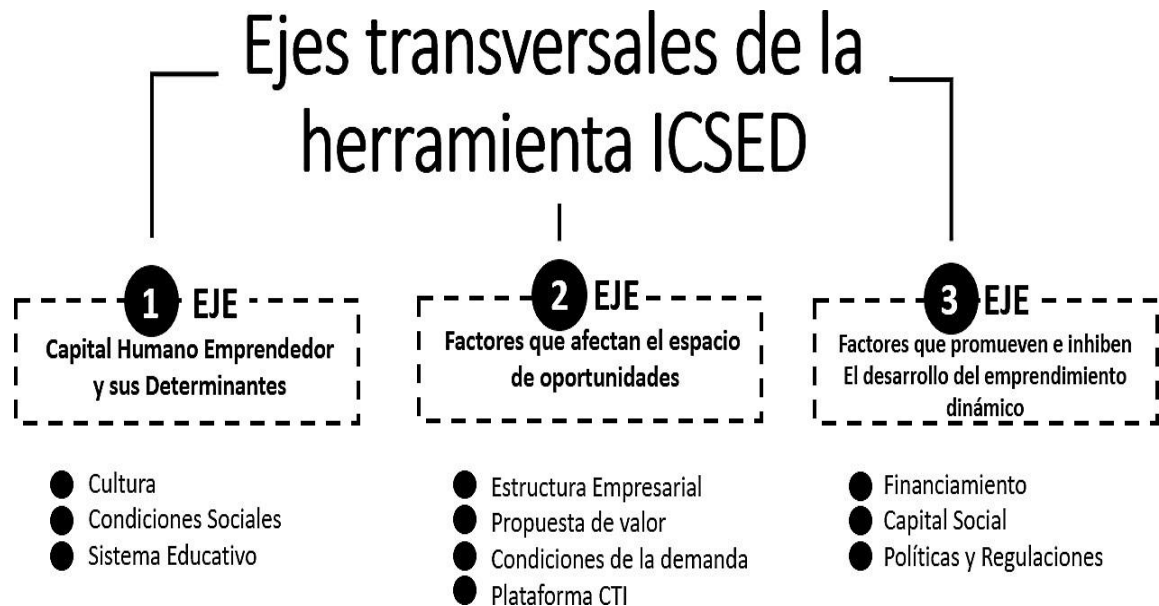 Ejes transversales de la
herramienta ICSED
1 EJE
Capital Humano Emprendedor
y sus Determinantes
Cultura
Condiciones Sociales
Sistema Educativo
2 EJE
Factores que afectan el espacio
de oportunidades
Estructura Empresarial
Propuesta de valor
Condiciones de la demanda
Plataforma CTI
3 EJE
Factores que promueven e inhiben
El desarrollo del emprendimiento
dinámico
Financiamiento
Capital Social
Políticas y Regulaciones